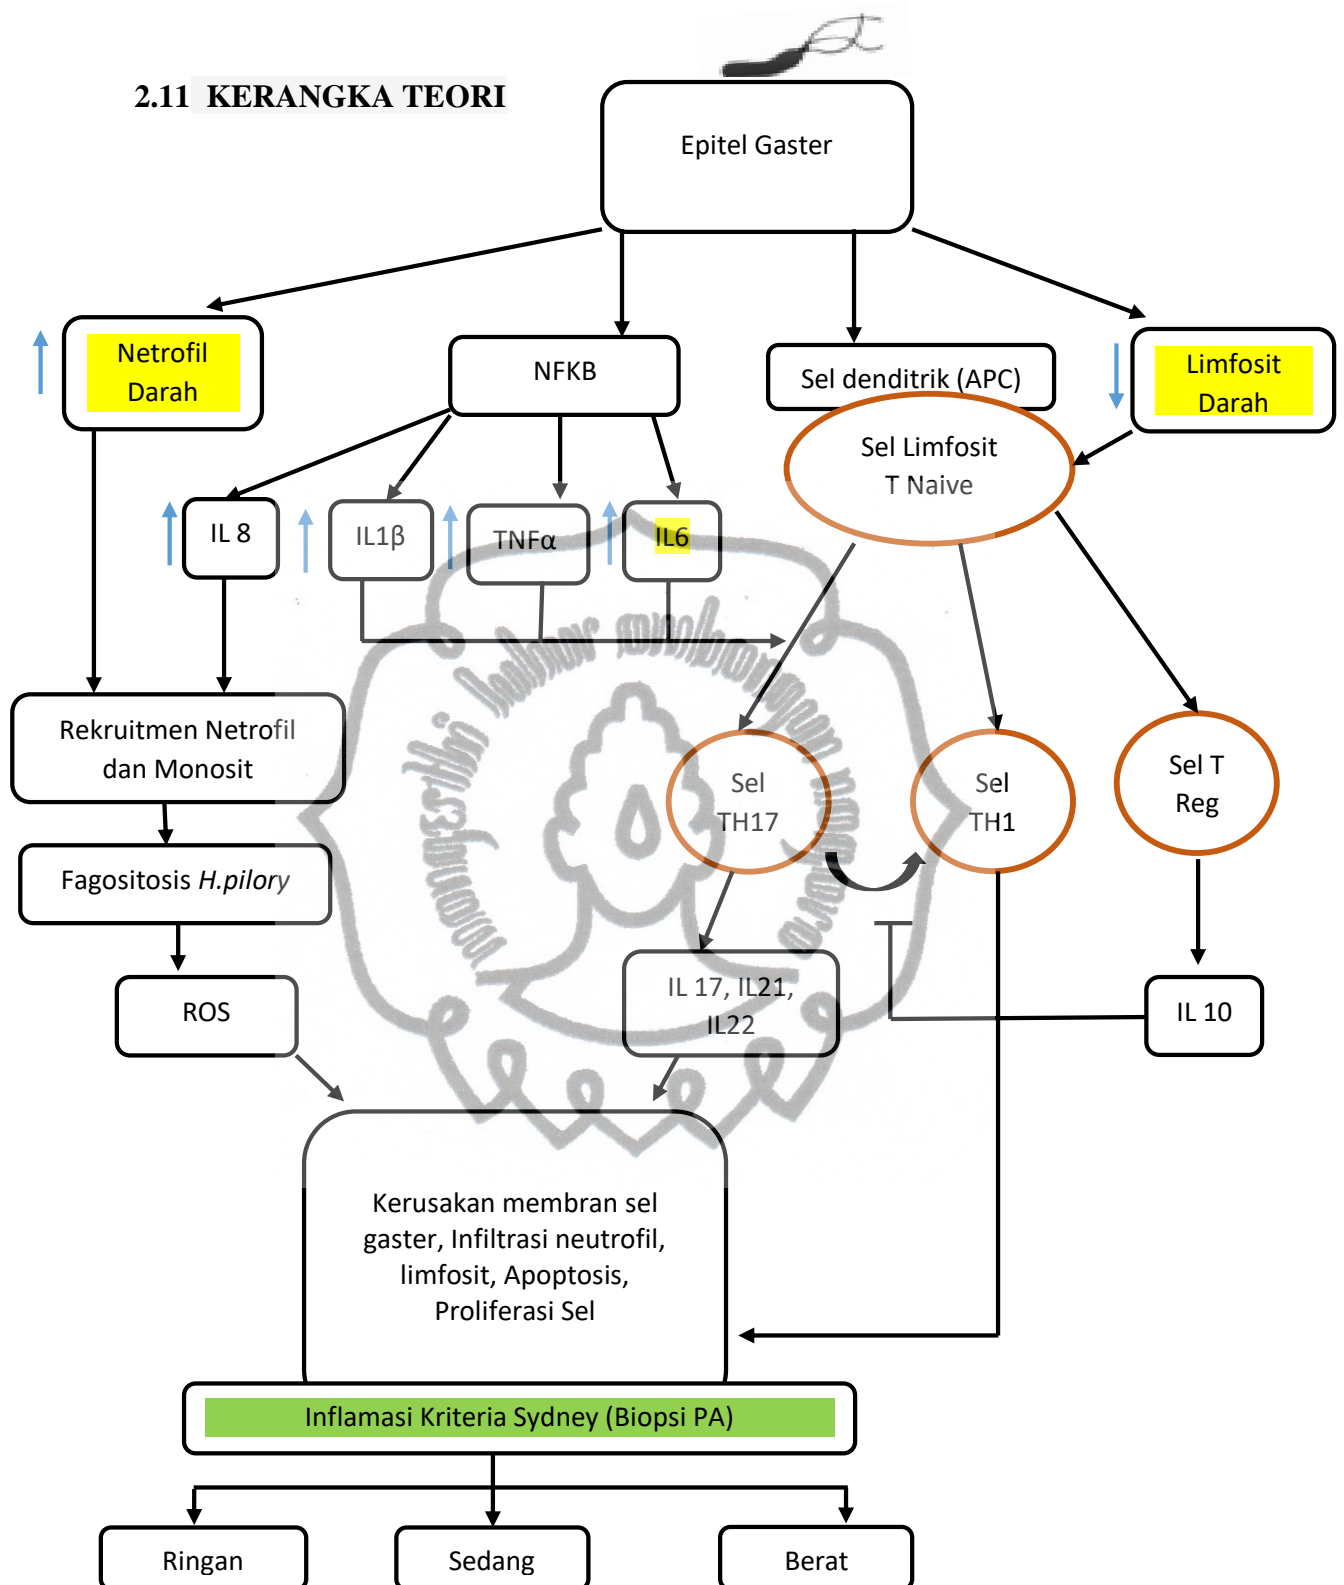 2.11 KERANGKA TEORI
Epitel Gaster
Netrofil
Darah
NFKB
Sel denditrik (APC)
Limfosit
Darah
Sel Limfosit
T Naive
IL 8
IL1β
TNFα
IL6
Rekruitmen Netrofil
dan Monosit
Sel
TH17
Sel
TH1
Sel T
Reg
Fagositosis H.pilory
IL 17, IL21,
IL22
ROS
IL 10
Kerusakan membran sel
gaster, Infiltrasi neutrofil,
limfosit, Apoptosis,
Proliferasi Sel
Inflamasi Kriteria Sydney (Biopsi PA)
Ringan
Sedang
Berat